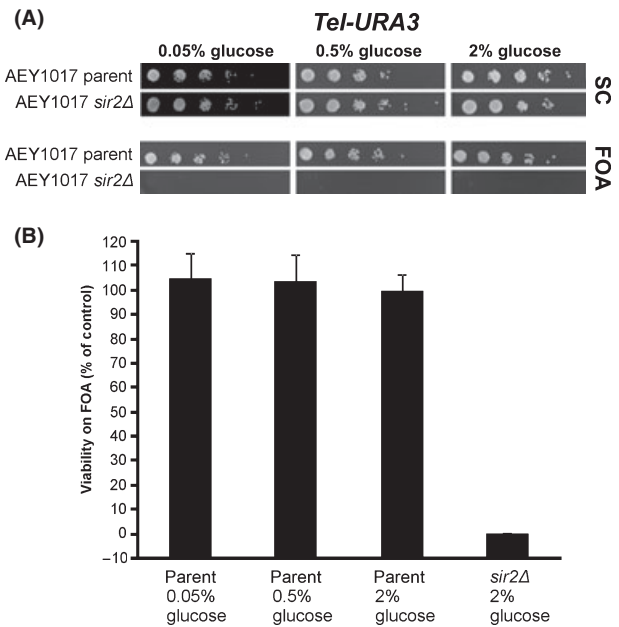 (A)
Tel-URA3
0.05% glucose 0.5% glucose 2% glucose
AEY1017 parent
AEY1017 sir2Δ
SC
AEY1017 parent
AEY1017 sir2Δ
FOA
(B)
Viability on FOA (% of control)
120
110
100
90
80
70
60
50
40
30
20
10
0
–10
Parent Parent Parent sir2Δ
0.05% 0.5% 2% 2%
glucose glucose glucose glucose